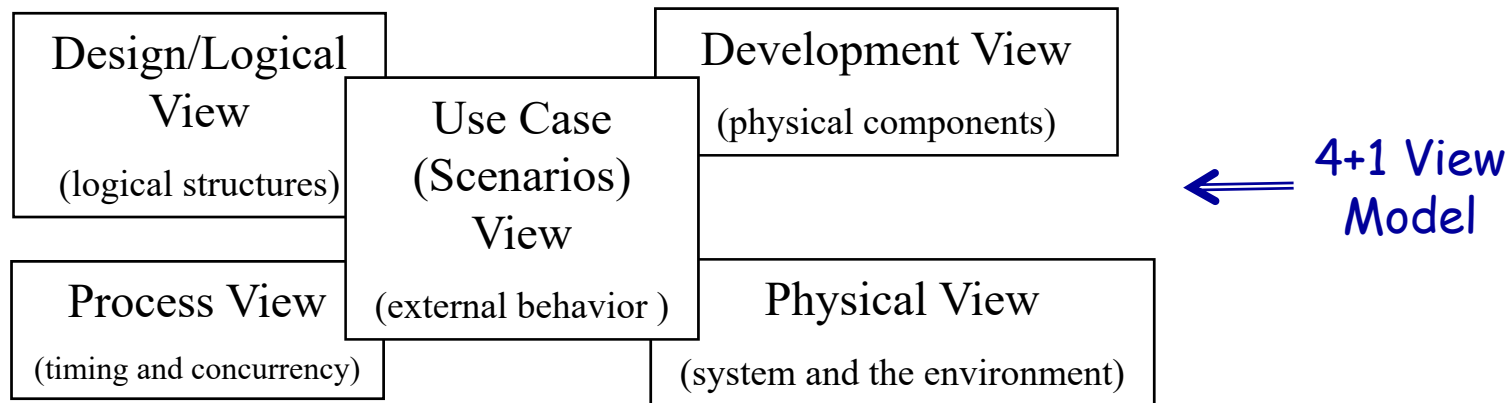 Design/Logical
View
(logical structures)
Use Case
(Scenarios)
View
(external behavior )
Development View
(physical components)
Process View
(timing and concurrency)
Physical View
(system and the environment)
4+1 View
Model